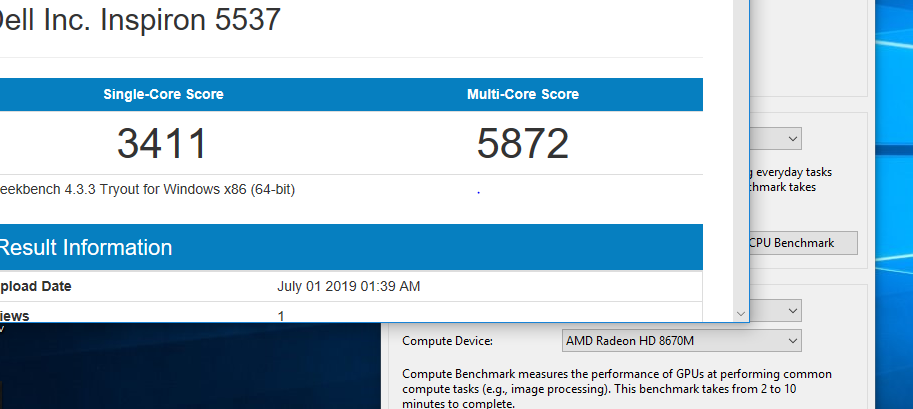 ell Inc. Inspiron 5537
Single-Core Score Multi-Core Score
3411 5872
eekbench 4.3.3 Tryout for Windows x86 (64-bit)
g everyday tasks
chmark takes
CPU Benchmark
Result Information
pload Date July 01 2019 01:39 AM
iews 1
Compute Device: AMD Radeon HD 8670M
Compute Benchmark measures the performance of GPUs at performing common
compute tasks (e.g., image processing). This benchmark takes from 2 to 10
minutes to complete.